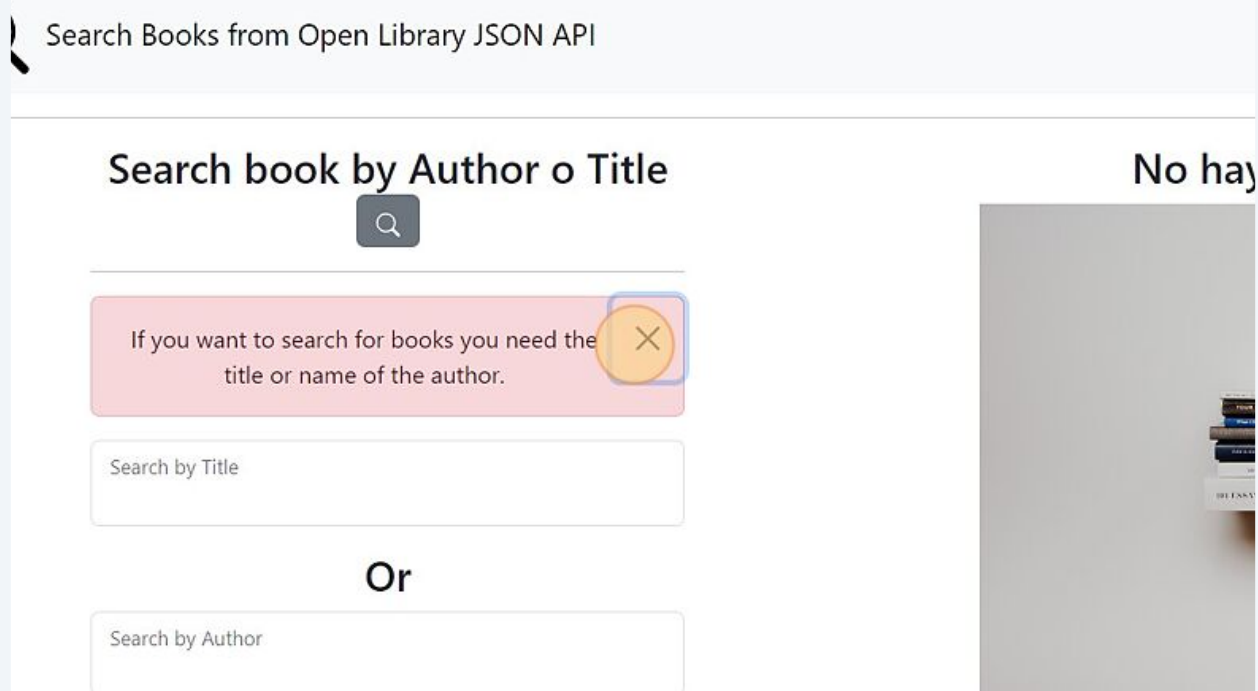 Search Books from Open Library JSON API
Search book by Author o Title
If you want to search for books you need the
title or name of the author.
Search by Title
Or
Search by Author
No hay